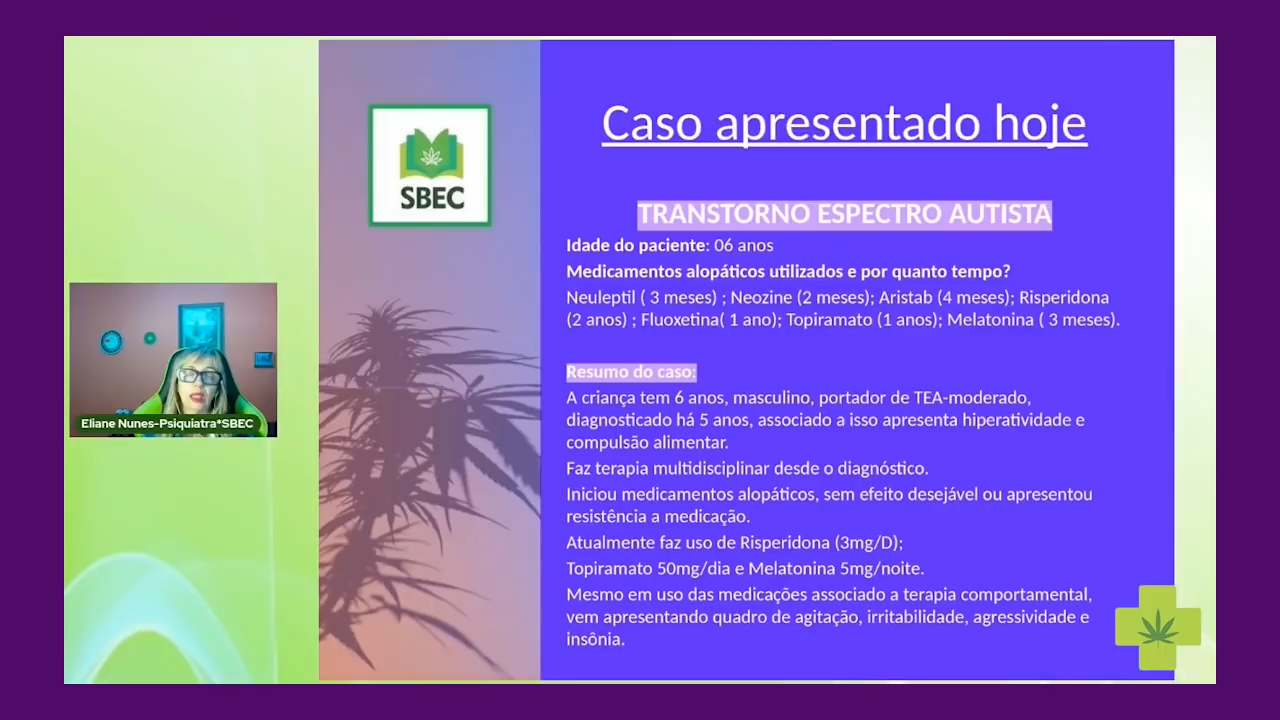 Caso apresentado hoje
SBEC
TRANSTORNO ESPECTRO AUTISTA
Idade do paciente: 06 anos
Medicamentos alopáticos utilizados e por quanto tempo?
Neuleptil ( 3 meses) ; Neozine (2 meses); Aristab (4 meses); Risperidona
(2 anos) ; Fluoxetina( 1 ano); Topiramato (1 anos); Melatonina ( 3 meses).
Resumo do caso:
A criança tem 6 anos, masculino, portador de TEA-moderado,
diagnosticado há 5 anos, associado a isso apresenta hiperatividade e
compulsão alimentar.
Faz terapia multidisciplinar desde o diagnóstico.
Iniciou medicamentos alopáticos, sem efeito desejável ou apresentou
resistência a medicação.
Atualmente faz uso de Risperidona (3mg/D);
Topiramato 50mg/dia e Melatonina 5mg/noite.
Mesmo em uso das medicações associado a terapia comportamental,
vem apresentando quadro de agitação, irritabilidade, agressividade e
insônia.
Eliane Nunes-Psiquiatra*SBEC